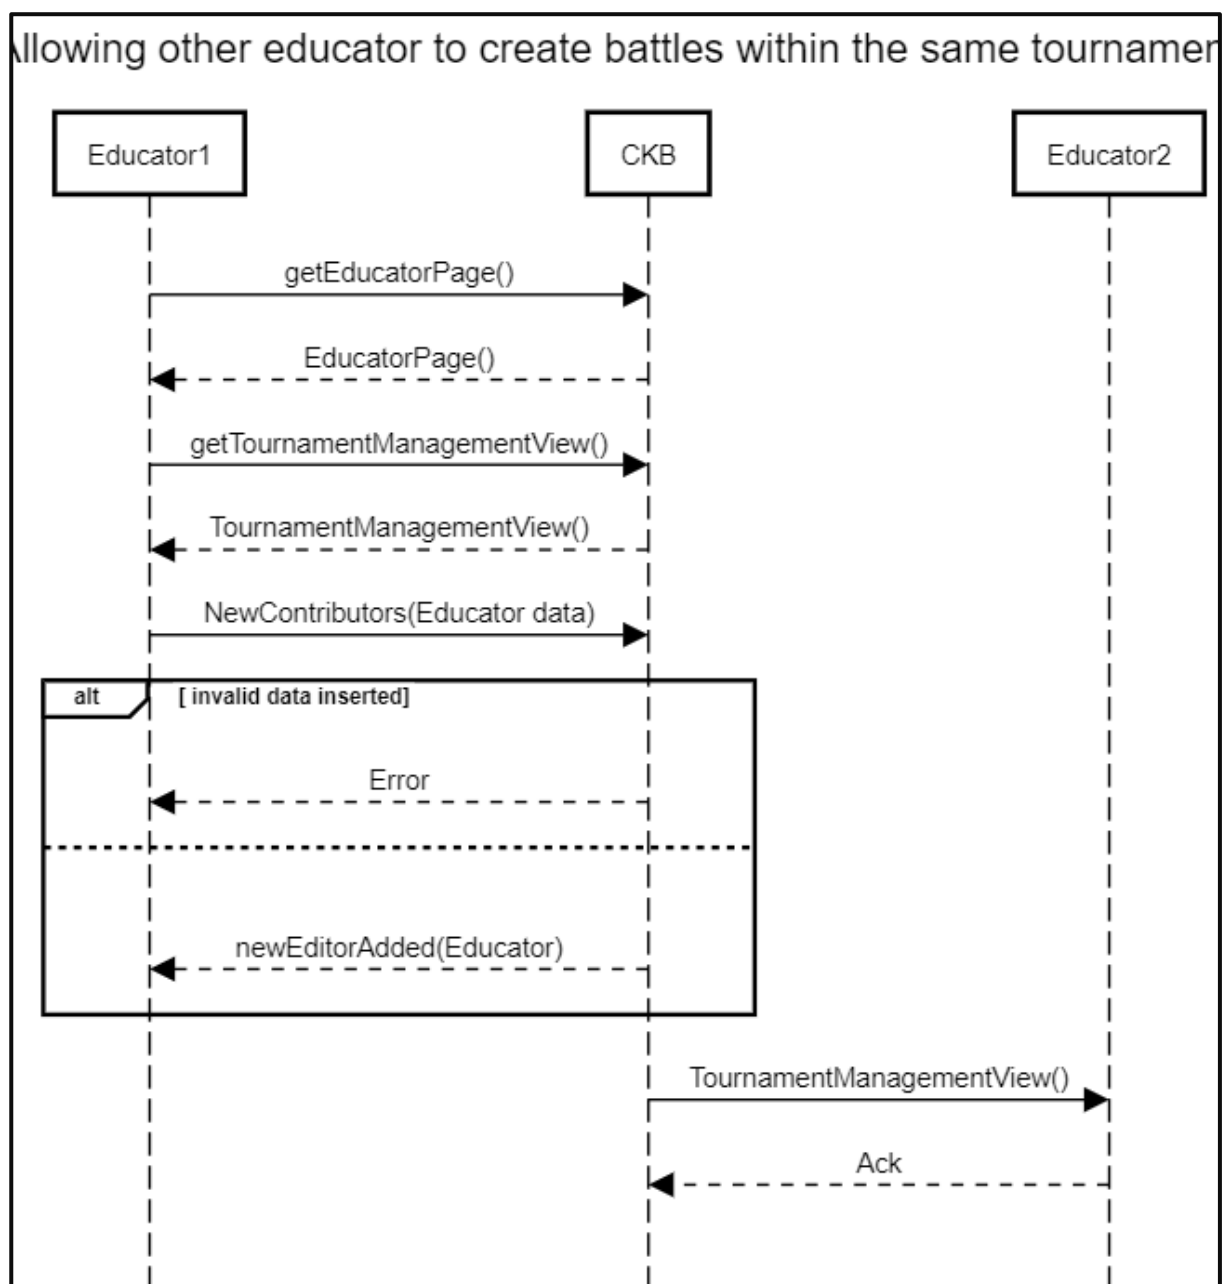 Allowing other educator to create battles within the same tournamen
Educator1
CKB
Educator2
getEducatorPage()
EducatorPage()
getTournamentManagementView()
TournamentManagementView()
NewContributors(Educator data)
alt
[ invalid data inserted]
Error
newEditorAdded(Educator)
TournamentManagementView()
Ack